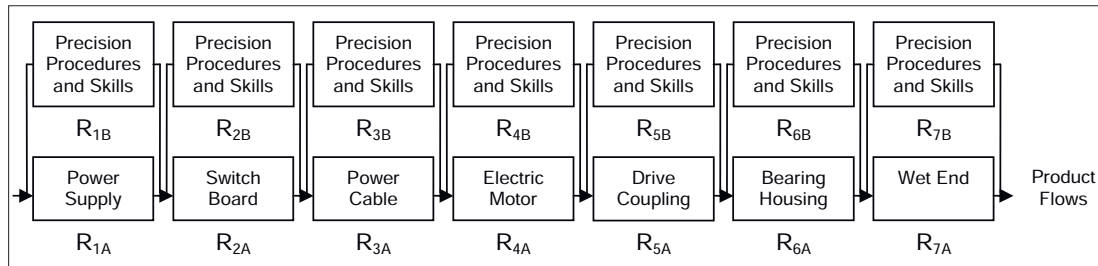 Precision
Procedures
and Skills
Precision
Procedures
and Skills
Precision
Procedures
and Skills
Precision
Procedures
and Skills
Precision
Procedures
and Skills
Precision
Procedures
and Skills
Precision
Procedures
and Skills
R1B
R2B
R3B
R4B
R5B
R6B
R7B
Power
Supply
Switch
Board
Power
Cable
Electric
Motor
Drive
Coupling
Bearing
Housing
Wet End
Product
Flows
R1A
R2A
R3A
R4A
R5A
R6A
R7A